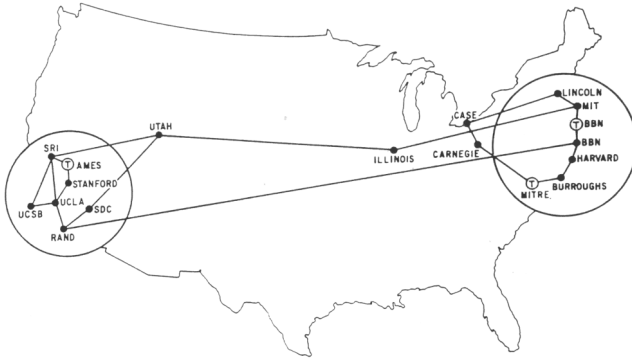 LINCOLN
MIT
CASE
T BBN
UTAH
BBN
SRI
ILLINOIS
CARNEGIE
HARVARD
T AMES
STANFORD
T
BURROUGHS
MITRE
UCLA
SDC
UCSB
RAND